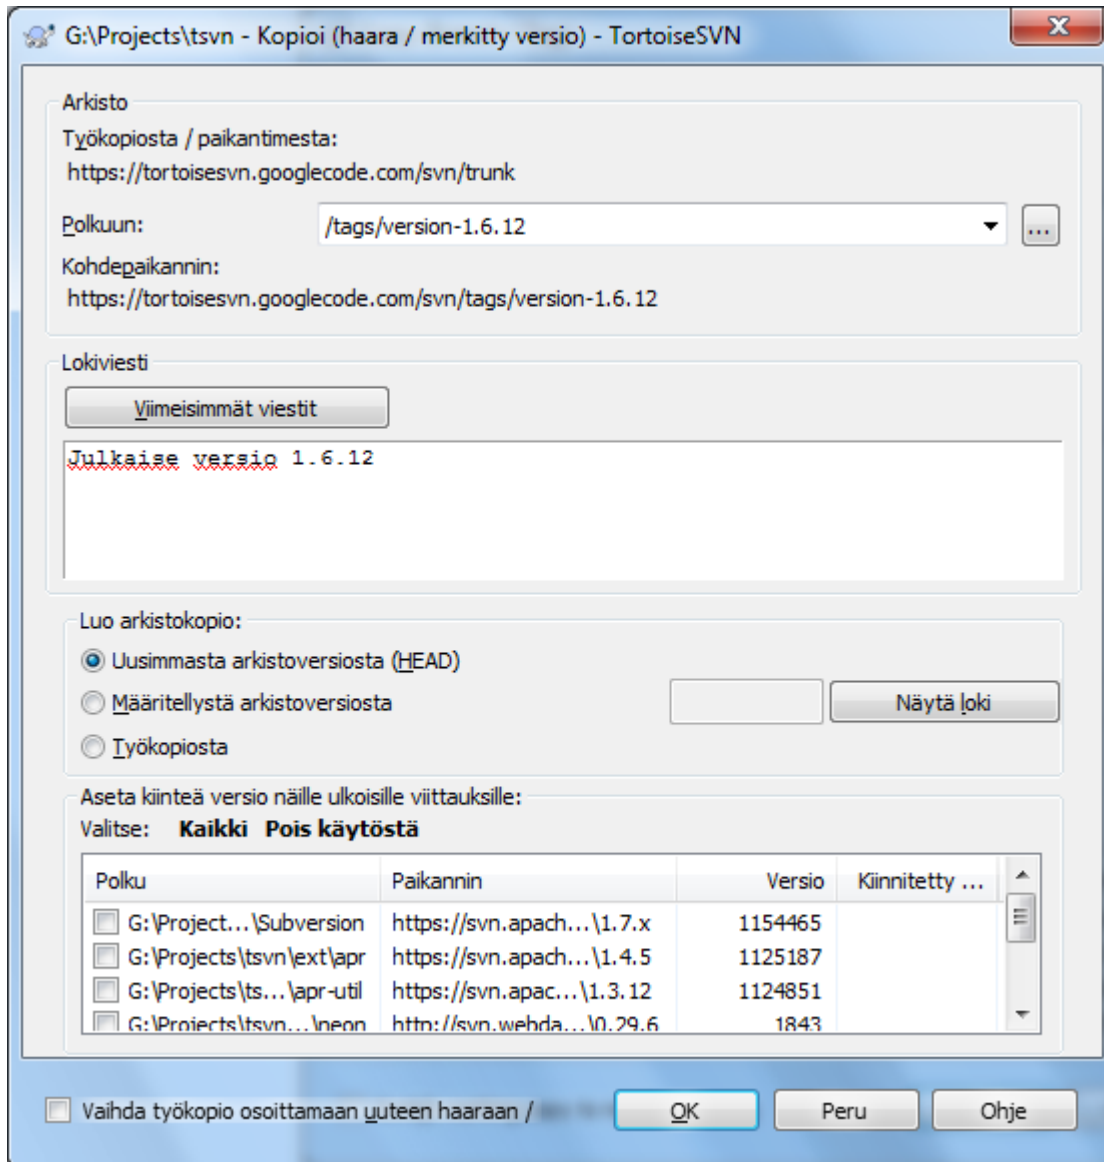 G:\Projects\tsvn - Kopioi (haara / merkitty versio) - TortoiseSVN
Arkisto
Työkopiosta / paikantimesta:
https://tortoisesvn.googlecode.com/svn/trunk
Polkuun: /tags/version-1.6.12 ...
Kohdepaikannin:
https://tortoisesvn.googlecode.com/svn/tags/version-1.6.12
Lokiviesti
Viimeisimmät viestit
Julkaise versio 1.6.12
Luo arkistokopio:
Uusimmasta arkistoversiosta (HEAD)
Määritellystä arkistoversiosta Näytä loki
Työkopiosta
Aseta kiinteä versio näille ulkoisille viittauksille:
Valitse: Kaikki Pois käytöstä
Polku Paikannin Versio Kiinnitetty ...
G:\Project...\Subversion https://svn.apach...\1.7.x 1154465
G:\Projects\tsvn\ext\apr https://svn.apach...\1.4.5 1125187
G:\Projects\ts...\apr-util https://svn.apac...\1.3.12 1124851
G:\Projects\tsvn...\neon http://svn.webda...\0.29.6 1843
Vaihda työkopio osoittamaan uuteen haaraan / OK Peru Ohje